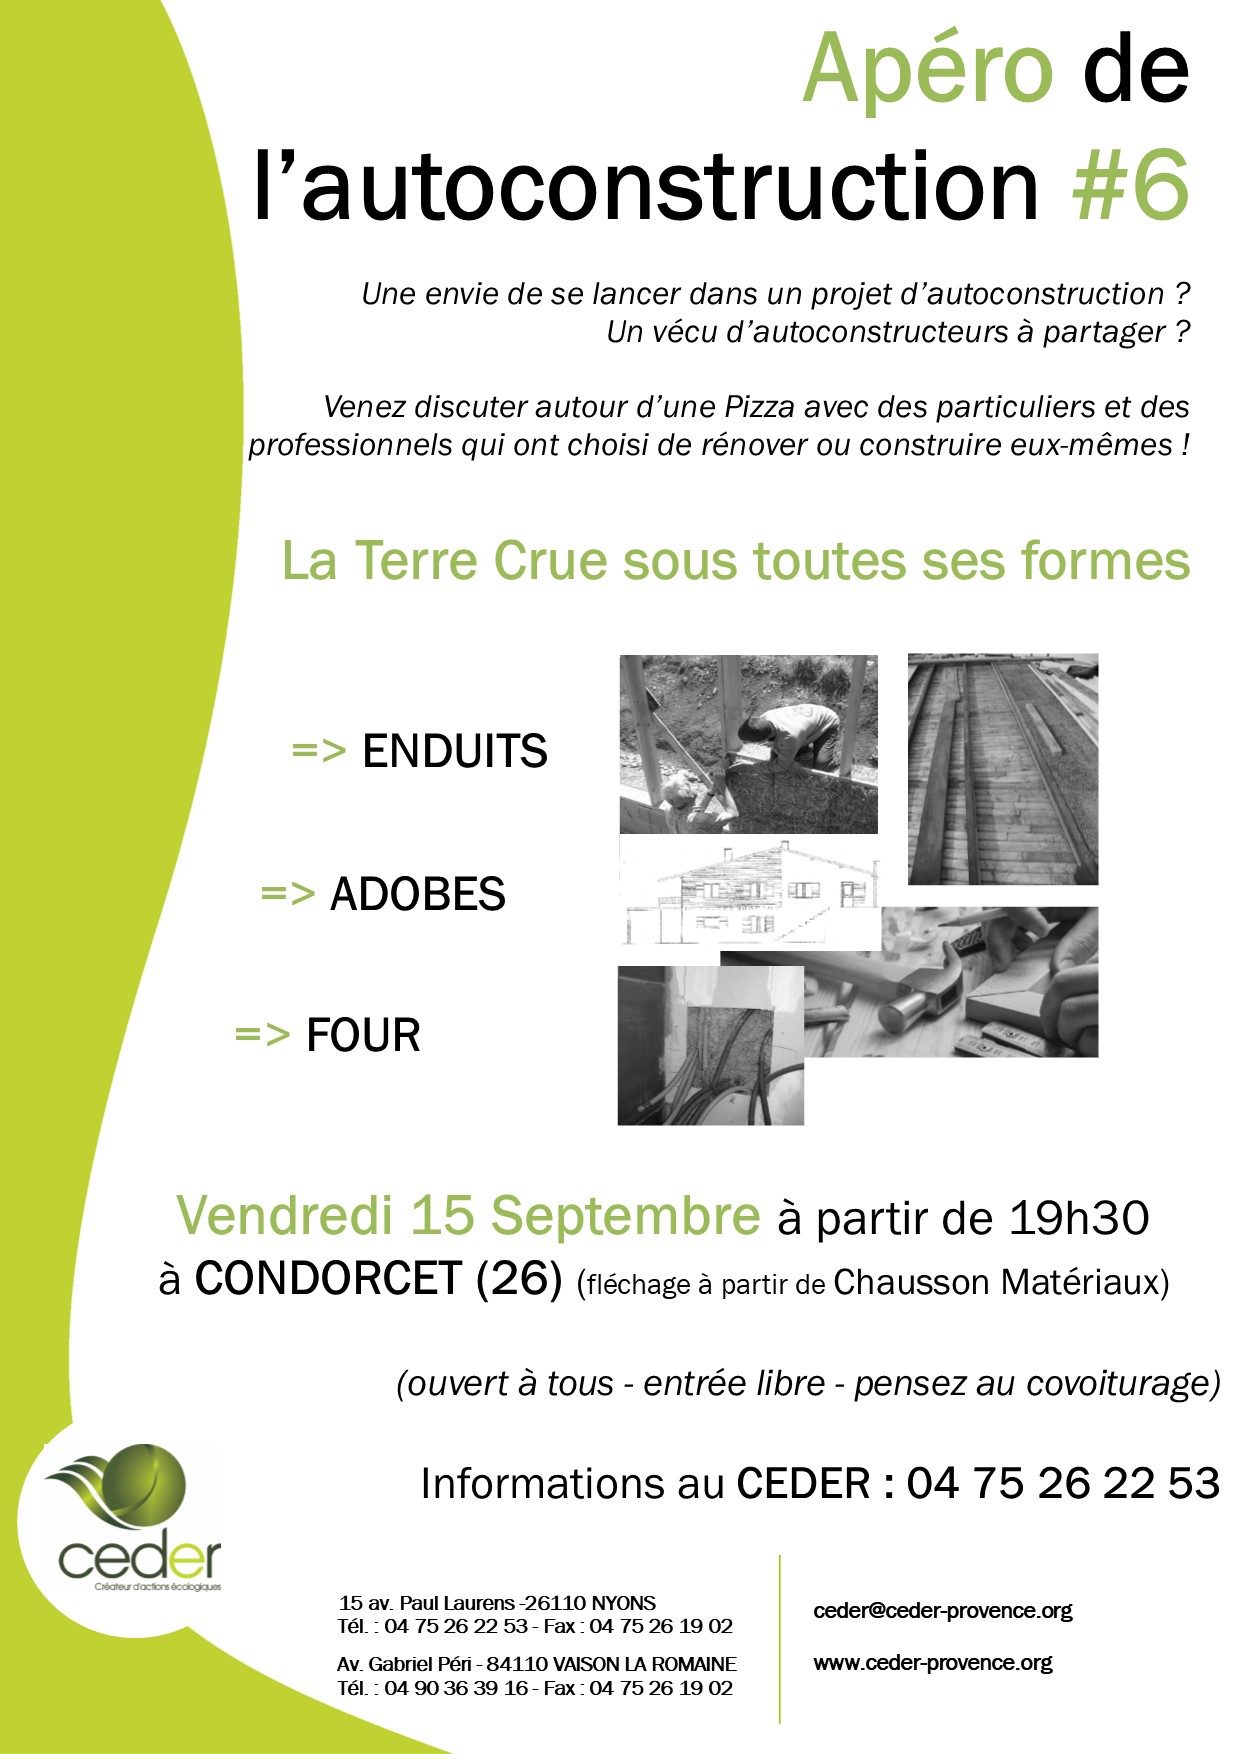 Apéro de
l’autoconstruction #6
Une envie de se lancer dans un projet d’autoconstruction ?
Un vécu d’autoconstructeurs à partager ?
Venez discuter autour d’une Pizza avec des particuliers et des
professionnels qui ont choisi de rénover ou construire eux-mêmes !
La Terre Crue sous toutes ses formes
=> ENDUITS
=> ADOBES
=> FOUR
Vendredi 15 Septembre à partir de 19h30
à CONDORCET (26) (fléchage à partir de Chausson Matériaux)
(ouvert à tous - entrée libre - pensez au covoiturage)
Informations au CEDER : 04 75 26 22 53
ceder
Créateur d'actions écologiques
15 av. Paul Laurens -26110 NYONS
Tél. : 04 75 26 22 53 - Fax : 04 75 26 19 02
Av. Gabriel Péri - 84110 VAISON LA ROMAINE
Tél. : 04 90 36 39 16 - Fax : 04 75 26 19 02
ceder@ceder-provence.org
www.ceder-provence.org